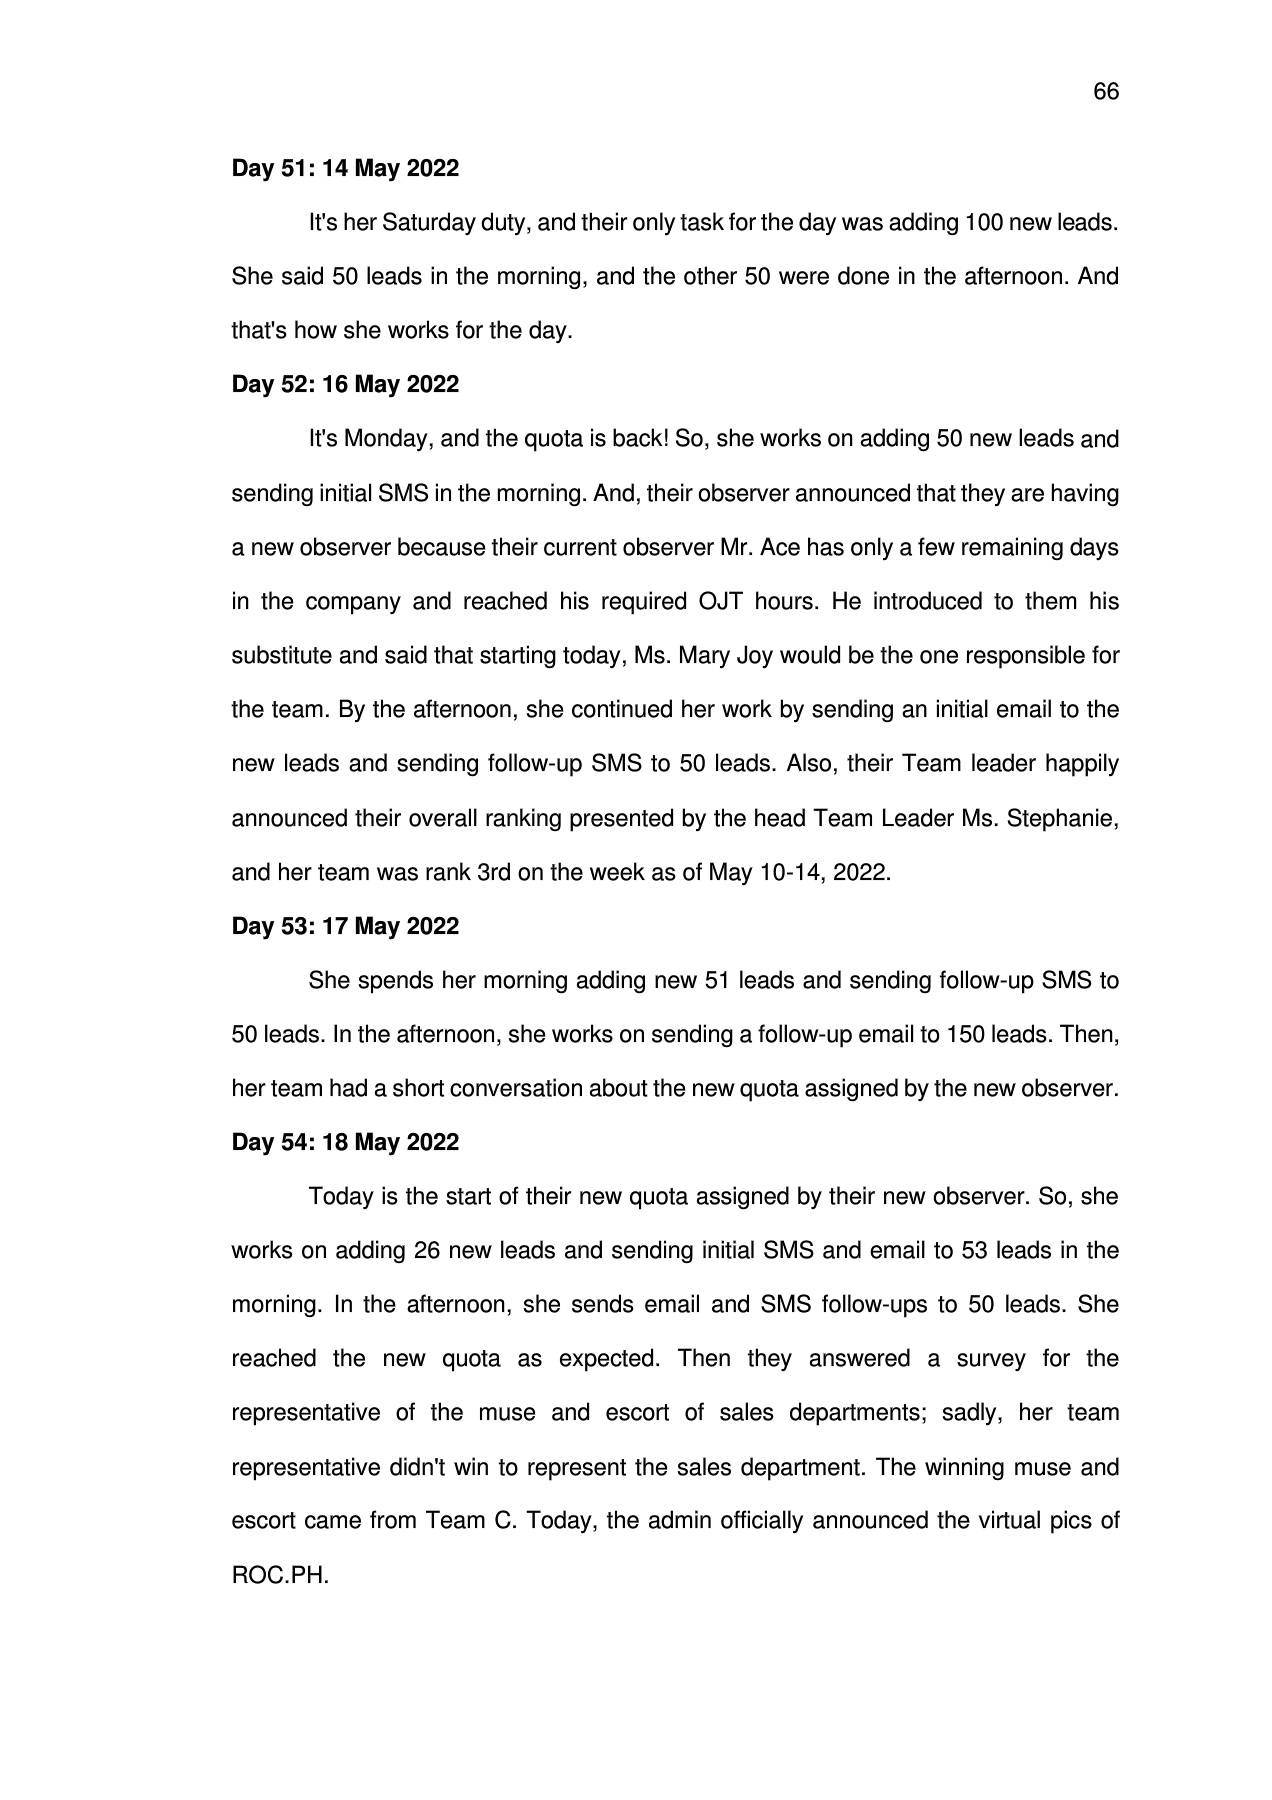 66
Day 51: 14 May 2022
It's her Saturday duty, and their only task for the day was adding 100 new leads.
She said 50 leads in the morning, and the other 50 were done in the afternoon. And
that's how she works for the day.
Day 52: 16 May 2022
It's Monday, and the quota is back! So, she works on adding 50 new leads and
sending initial SMS in the morning. And, their observer announced that they are having
a new observer because their current observer Mr. Ace has only a few remaining days
in the company and reached his required OJT hours. He introduced to them his
substitute and said that starting today, Ms. Mary Joy would be the one responsible for
the team. By the afternoon, she continued her work by sending an initial email to the
new leads and sending follow-up SMS to 50 leads. Also, their Team leader happily
announced their overall ranking presented by the head Team Leader Ms. Stephanie,
and her team was rank 3rd on the week as of May 10-14, 2022.
Day 53: 17 May 2022
She spends her morning adding new 51 leads and sending follow-up SMS to
50 leads. In the afternoon, she works on sending a follow-up email to 150 leads. Then,
her team had a short conversation about the new quota assigned by the new observer.
Day 54: 18 May 2022
Today is the start of their new quota assigned by their new observer. So, she
works on adding 26 new leads and sending initial SMS and email to 53 leads in the
morning. In the afternoon, she sends email and SMS follow-ups to 50 leads. She
reached the new quota as expected. Then they answered a survey for the
representative of the muse and escort of sales departments; sadly, her team
representative didn't win to represent the sales department. The winning muse and
escort came from Team C. Today, the admin officially announced the virtual pics of
ROC.PH.